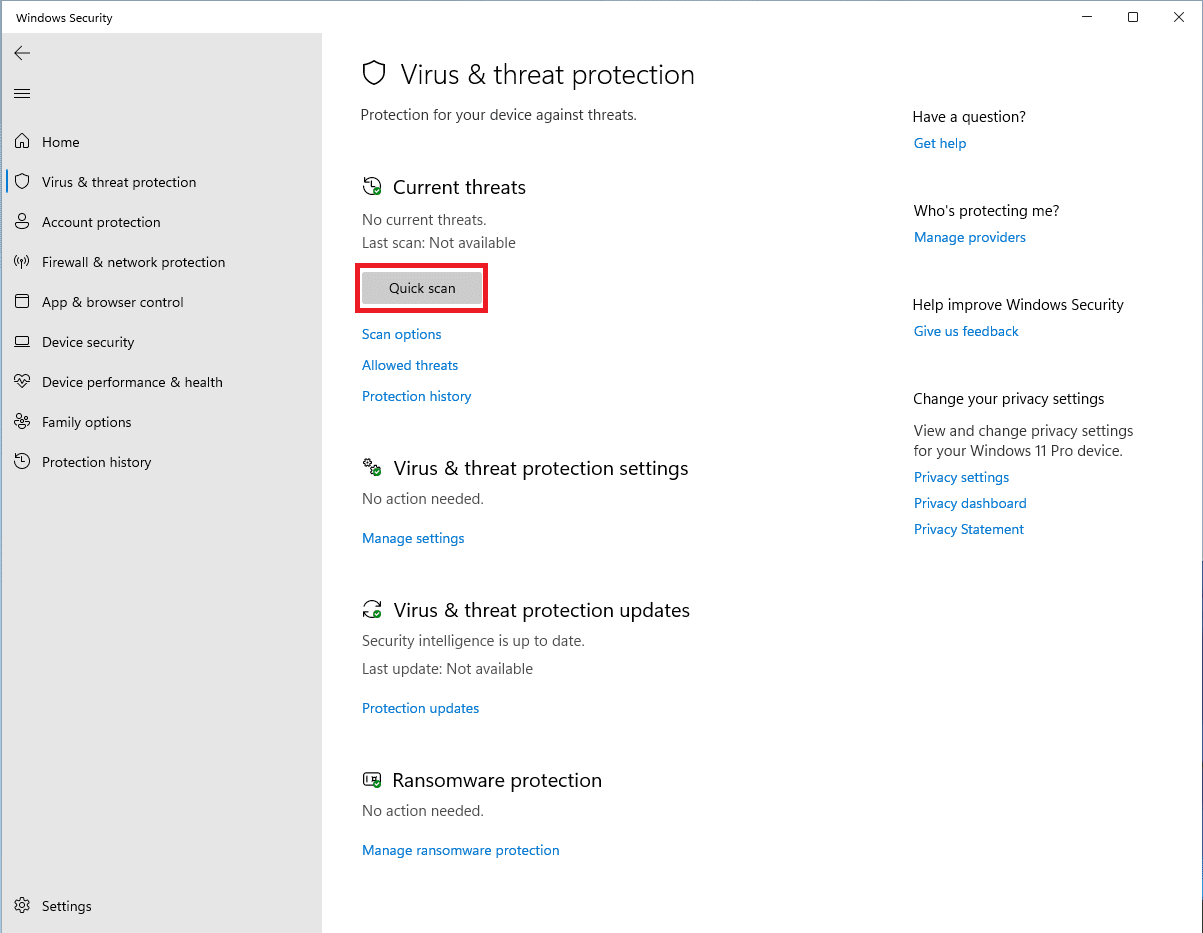 Windows Security
Home
Virus & threat protection
Account protection
Firewall & network protection
App & browser control
Device security
Device performance & health
Family options
Protection history
Settings
Virus & threat protection
Protection for your device against threats.
Current threats
No current threats.
Last scan: Not available
Quick scan
Scan options
Allowed threats
Protection history
Virus & threat protection settings
No action needed.
Manage settings
Virus & threat protection updates
Security intelligence is up to date.
Last update: Not available
Protection updates
Ransomware protection
No action needed.
Manage ransomware protection
Have a question?
Get help
Who's protecting me?
Manage providers
Help improve Windows Security
Give us feedback
Change your privacy settings
View and change privacy settings
for your Windows 11 Pro device.
Privacy settings
Privacy dashboard
Privacy Statement